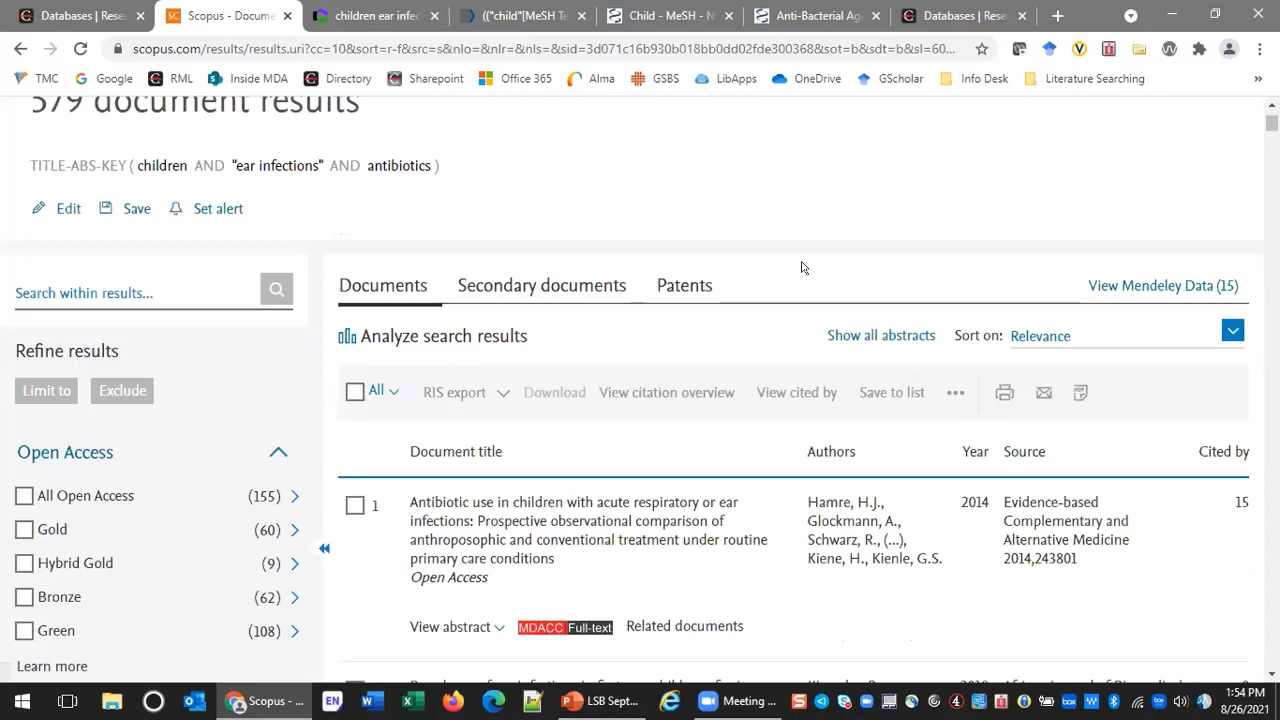 Databases | Rese
Scopus - Docume
children ear infec
(("child"[MeSH Te
Child - MeSH - N
Anti-Bacterial Ag
Databases | Rese
scopus.com/results/results.uri?cc=10&sort=r-f&src=s&nlo=&nlr=&nls=&sid=3d071c16b930b018bb0dd02fde300368&sot=b&sdt=b&sl=60...
TMC
Google
RML
Inside MDA
Directory
Sharepoint
Office 365
Alma
GSBS
LibApps
OneDrive
GScholar
Info Desk
Literature Searching
579 document results
TITLE-ABS-KEY ( children AND "ear infections" AND antibiotics )
Edit Save Set alert
Search within results...
Refine results
Limit to Exclude
Open Access
All Open Access (155)
Gold (60)
Hybrid Gold (9)
Bronze (62)
Green (108)
Learn more
Documents Secondary documents Patents View Mendeley Data (15)
Analyze search results Show all abstracts Sort on: Relevance
All RIS export Download View citation overview View cited by Save to list
Document title Authors Year Source Cited by
1
Antibiotic use in children with acute respiratory or ear
infections: Prospective observational comparison of
anthroposophic and conventional treatment under routine
primary care conditions
Open Access
Hamre, H.J.,
Glockmann, A.,
Schwarz, R., (...),
Kiene, H., Kienle, G.S.
2014
Evidence-based
Complementary and
Alternative Medicine
2014,243801
15
View abstract MDACC Full-text Related documents
Scopus - ...
EN
LSB Sept...
Meeting ...
1:54 PM
8/26/2021